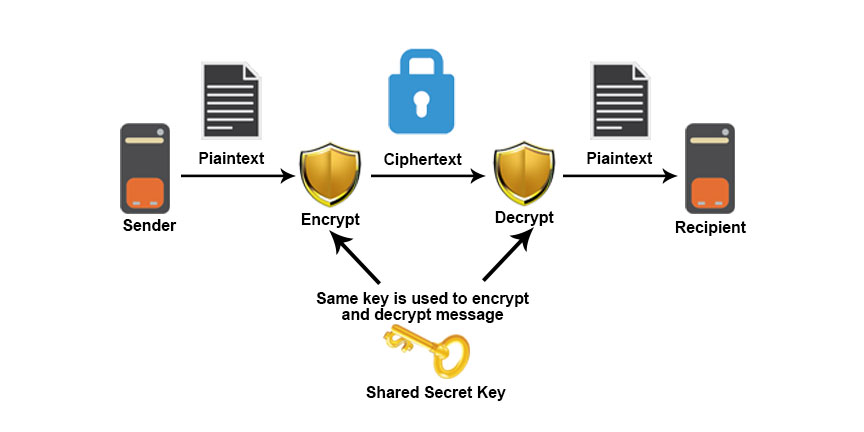 Piaintext
Ciphertext
Piaintext
Sender
Encrypt
Decrypt
Recipient
Same key is used to encrypt
and decrypt message
Shared Secret Key